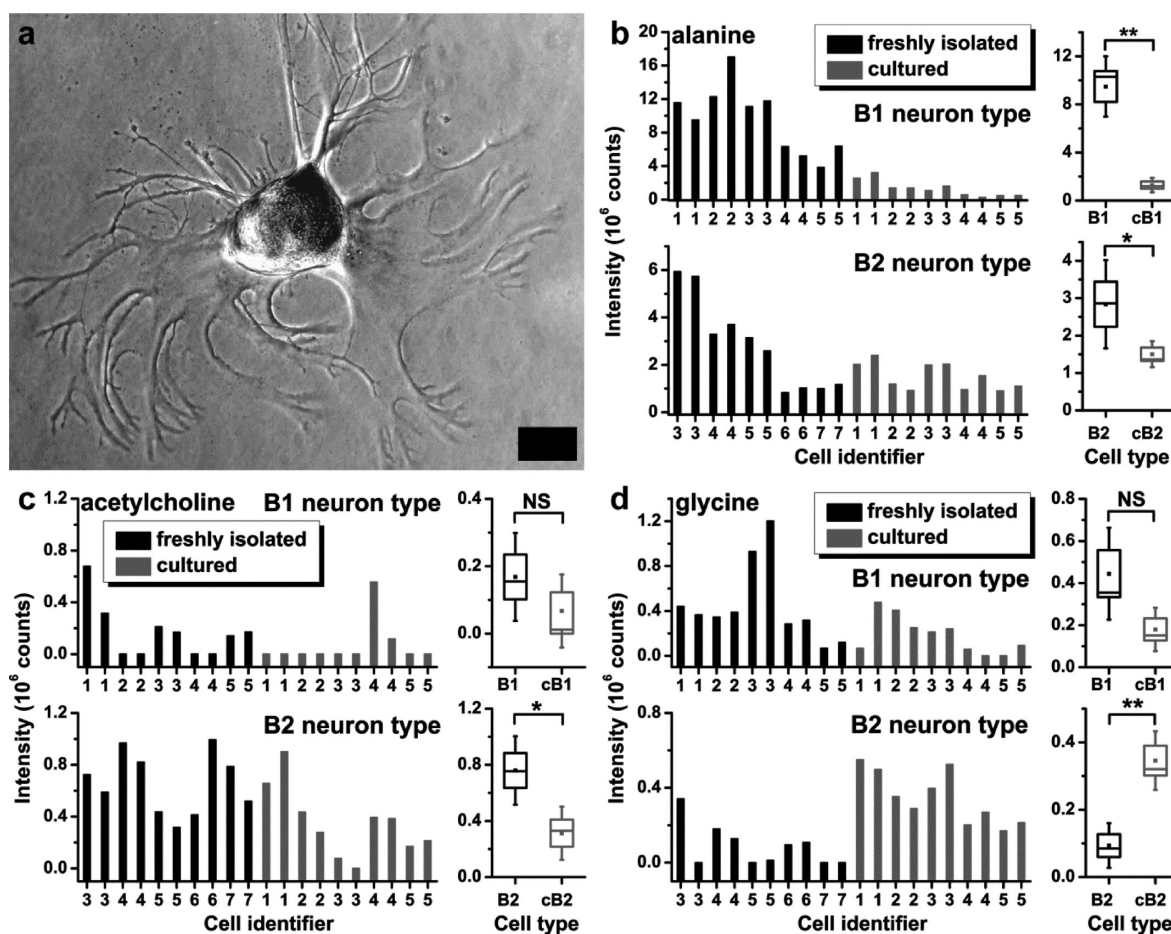 a
b
alanine
freshly isolated
cultured
B1 neuron type
20
16
12
8
4
0
1 1 2 2 3 3 4 4 5 5 1 1 2 2 3 3 4 4 5 5
**
12
9
6
3
0
B1 cB1
B2 neuron type
Intensity (10⁶ counts)
6
4
2
0
3 3 4 4 5 5 6 6 7 7 1 1 2 2 3 3 4 4 5 5
Cell identifier
*
4
3
2
1
0
B2 cB2
Cell type
c
acetylcholine
B1 neuron type
freshly isolated
cultured
1.2
0.9
0.6
0.3
0.0
1 1 2 2 3 3 4 4 5 5 1 1 2 2 3 3 4 4 5 5
NS
0.4
0.2
0.0
B1 cB1
B2 neuron type
Intensity (10⁶ counts)
1.2
0.8
0.4
0.0
3 3 4 4 5 5 6 6 7 7 1 1 2 2 3 3 4 4 5 5
Cell identifier
*
0.8
0.4
0.0
B2 cB2
Cell type
d
glycine
freshly isolated
cultured
B1 neuron type
1.2
0.8
0.4
0.0
1 1 2 2 3 3 4 4 5 5 1 1 2 2 3 3 4 4 5 5
NS
0.8
0.6
0.4
0.2
0.0
B1 cB1
B2 neuron type
Intensity (10⁶ counts)
0.8
0.6
0.4
0.2
0.0
3 3 4 4 5 5 6 6 7 7 1 1 2 2 3 3 4 4 5 5
Cell identifier
**
0.4
0.2
0.0
B2 cB2
Cell type